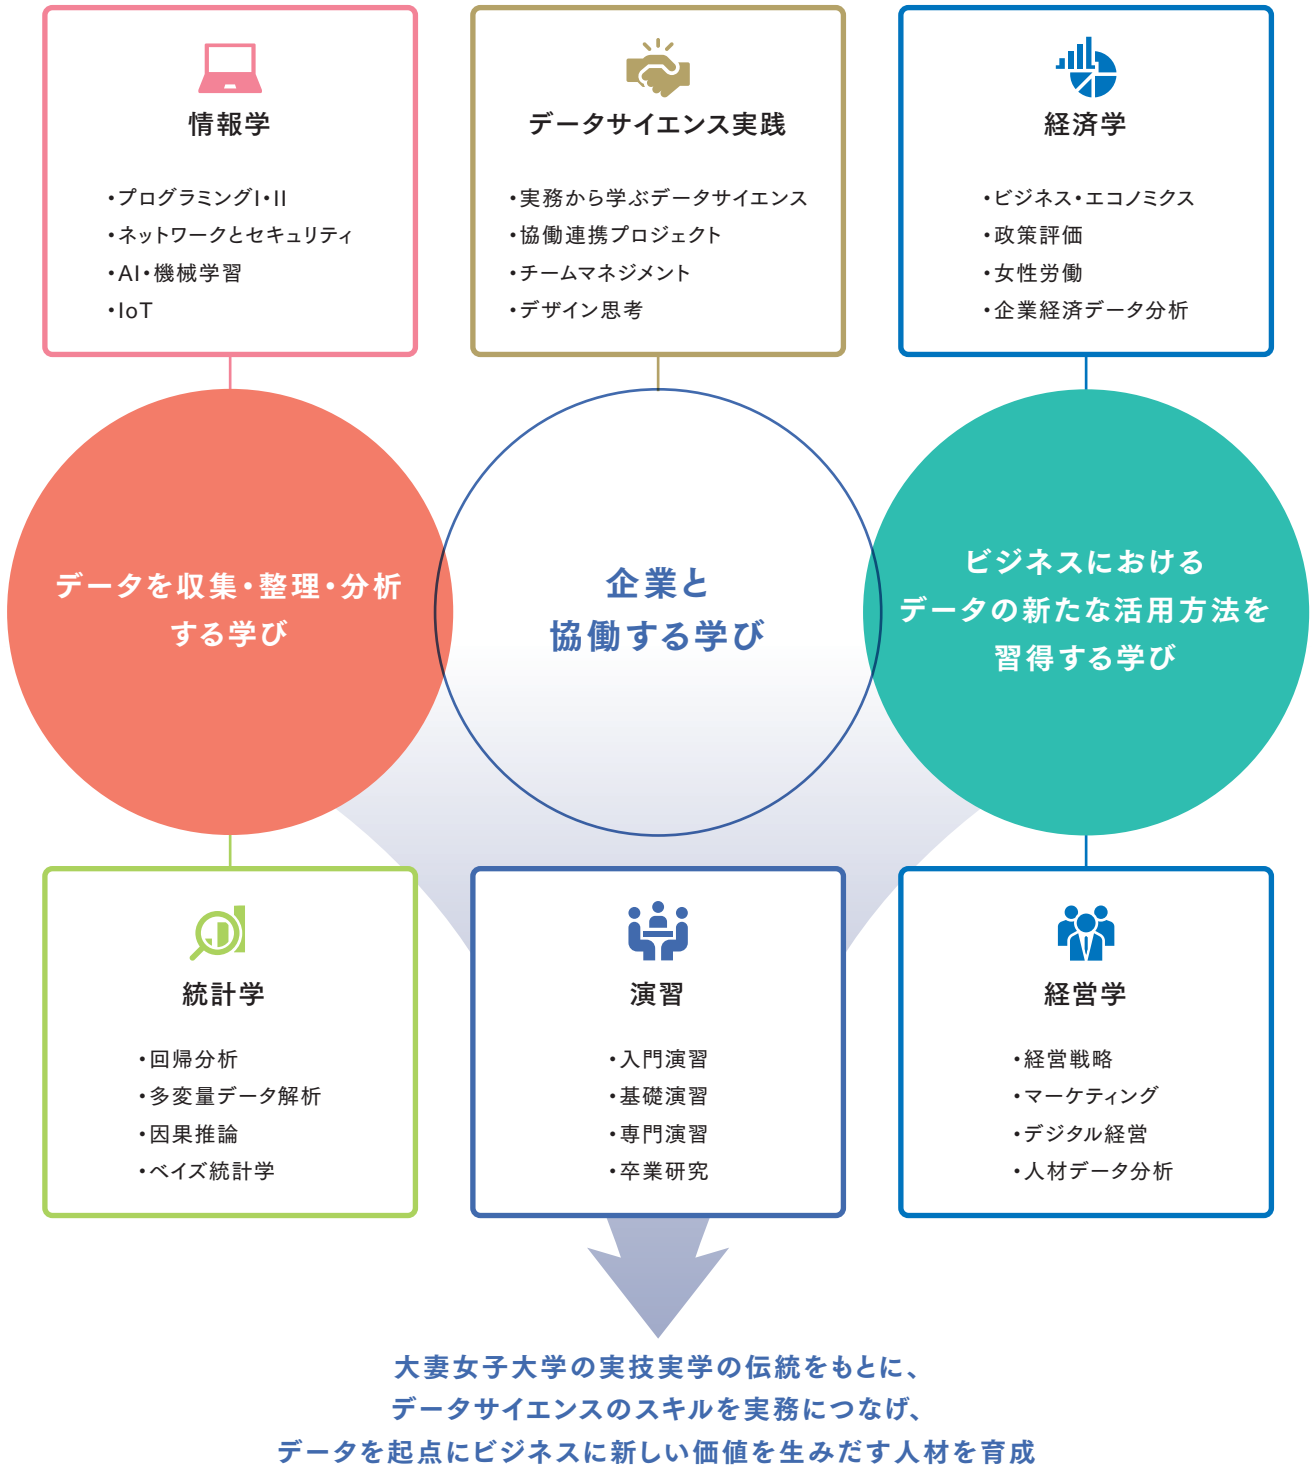 情報学
・プログラミングI・II
・ネットワークとセキュリティ
・AI・機械学習
・IoT
データサイエンス実践
・実務から学ぶデータサイエンス
・協働連携プロジェクト
・チームマネジメント
・デザイン思考
経済学
・ビジネス・エコノミクス
・政策評価
・女性労働
・企業経済データ分析
データを収集・整理・分析
する学び
企業と
協働する学び
ビジネスにおける
データの新たな活用方法を
習得する学び
統計学
・回帰分析
・多変量データ解析
・因果推論
・ベイズ統計学
演習
・入門演習
・基礎演習
・専門演習
・卒業研究
経営学
・経営戦略
・マーケティング
・デジタル経営
・人材データ分析
大妻女子大学の実技実学の伝統をもとに、
データサイエンスのスキルを実務につなげ、
データを起点にビジネスに新しい価値を生みだす人材を育成